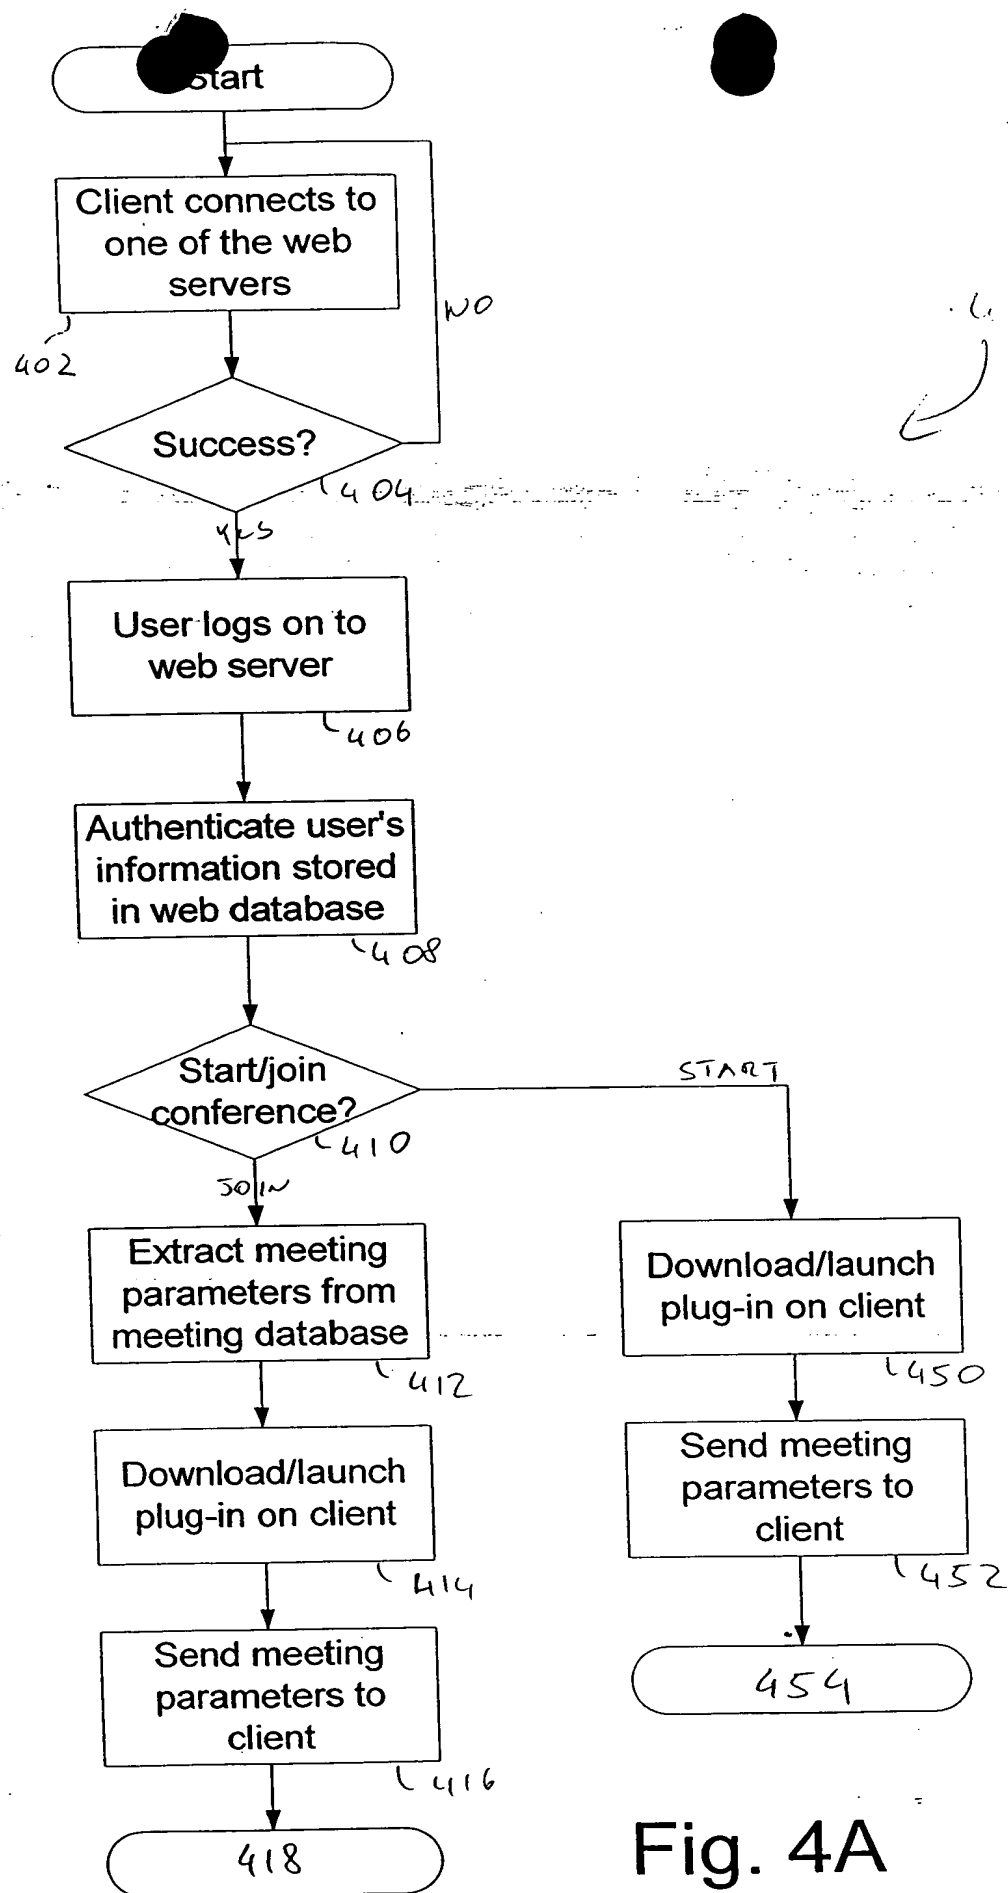 Start
Client connects to
one of the web
servers
402
NO
Success?
404
YES
User logs on to
web server
406
Authenticate user's
information stored
in web database
408
Start/join
conference?
410
START
JOIN
Extract meeting
parameters from
meeting database
412
Download/launch
plug-in on client
450
Download/launch
plug-in on client
414
Send meeting
parameters to
client
452
Send meeting
parameters to
client
416
454
418
Fig. 4A